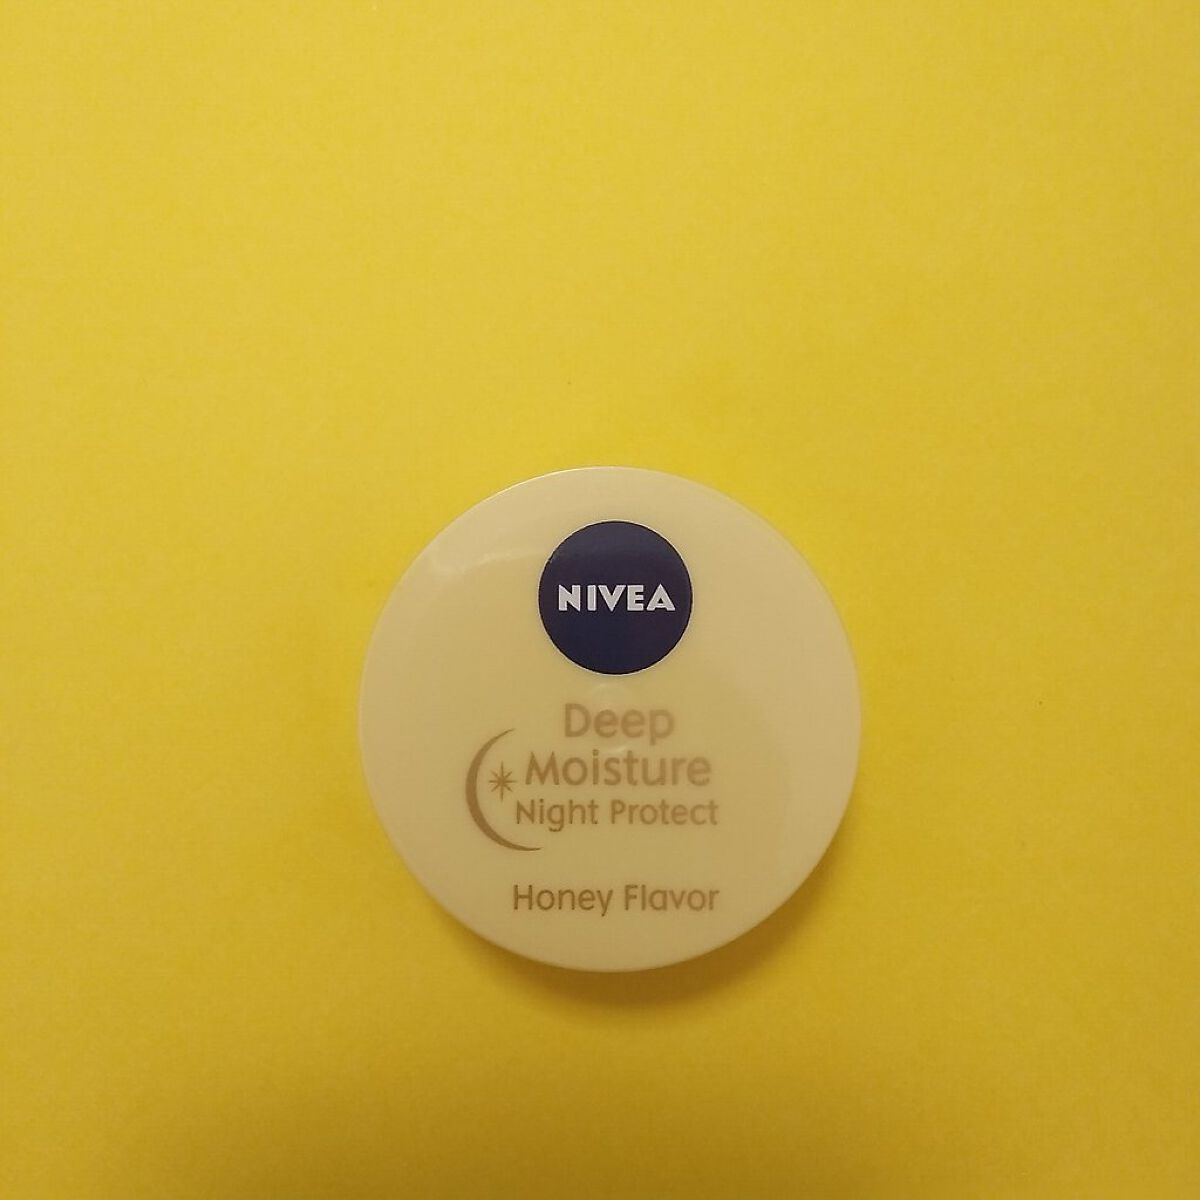 NIVEA
Deep
Moisture
Night Protect
Honey Flavor